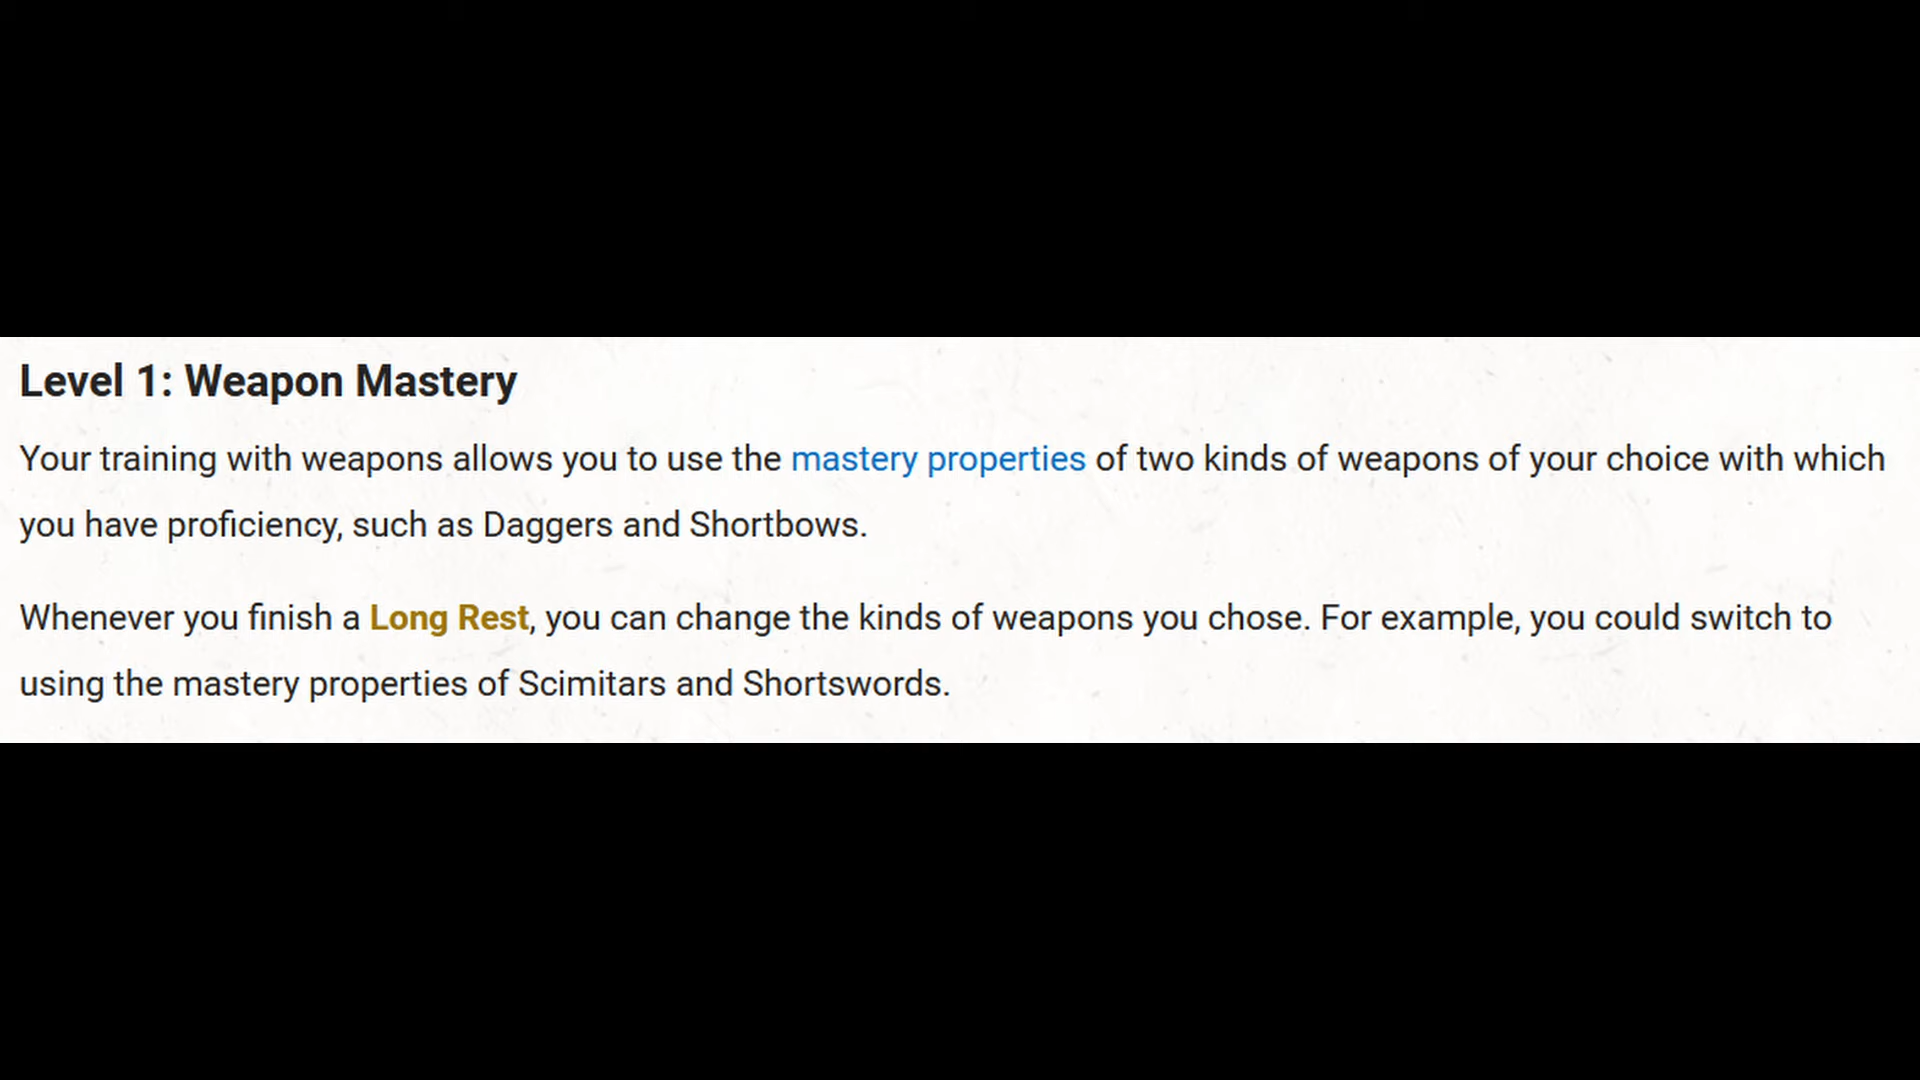 Level 1: Weapon Mastery
Your training with weapons allows you to use the mastery properties of two kinds of weapons of your choice with which
you have proficiency, such as Daggers and Shortbows.
Whenever you finish a Long Rest, you can change the kinds of weapons you chose. For example, you could switch to
using the mastery properties of Scimitars and Shortswords.